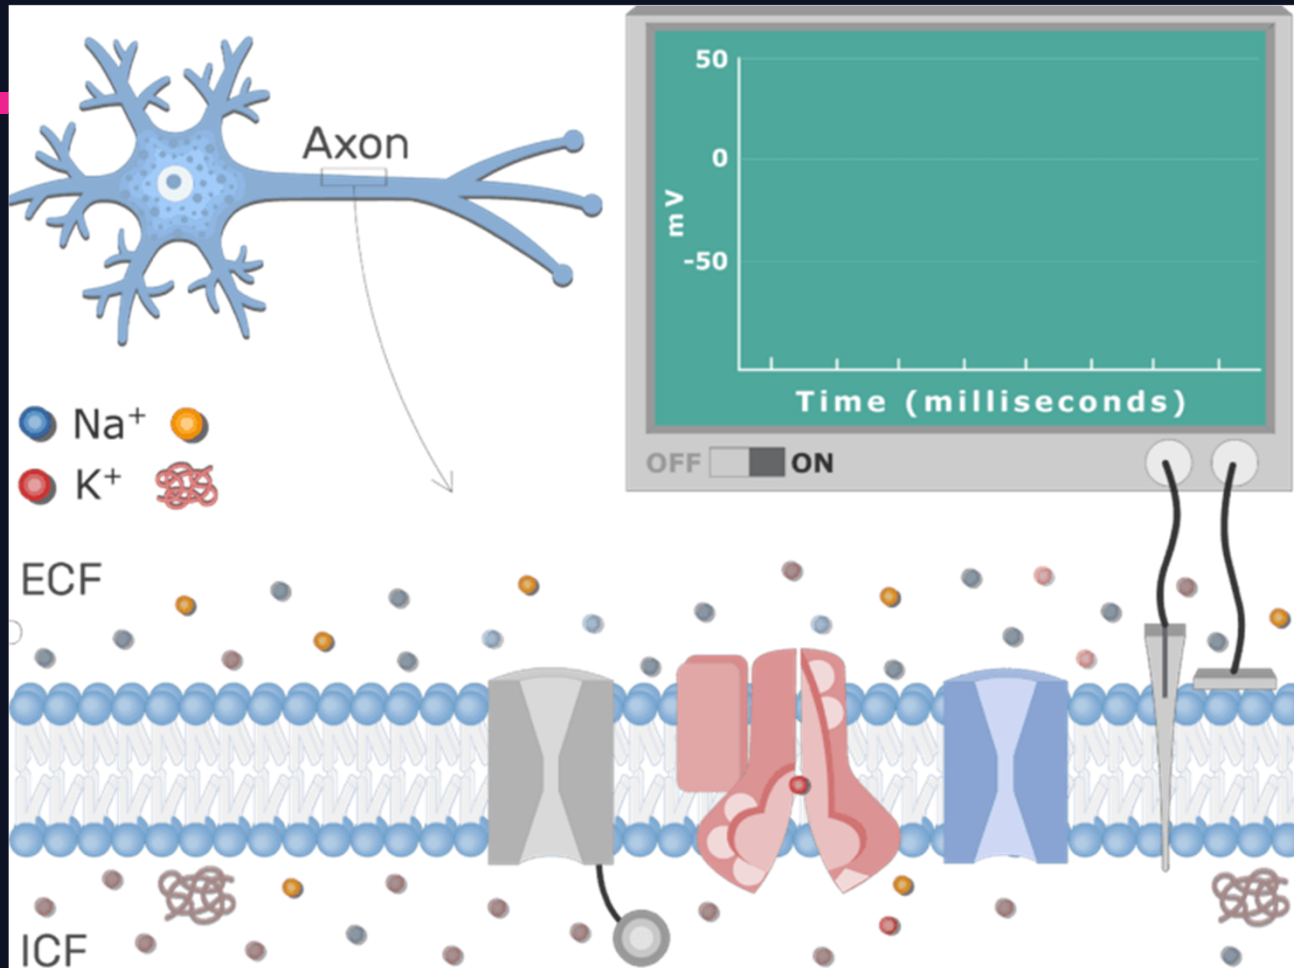 Axon
Na⁺
K⁺
ECF
ICF
50
0
-50
mV
Time (milliseconds)
OFF ON